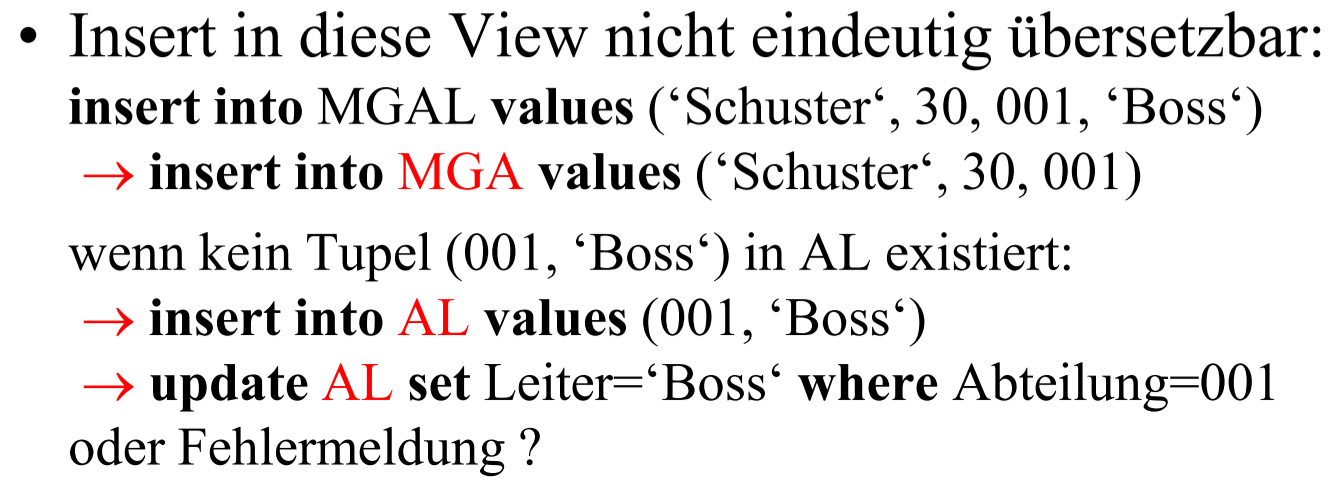 • Insert in diese View nicht eindeutig übersetzbar:
insert into MGAL values (‘Schuster‘, 30, 001, ‘Boss‘)
→ insert into MGA values (‘Schuster‘, 30, 001)
wenn kein Tupel (001, ‘Boss‘) in AL existiert:
→ insert into AL values (001, ‘Boss‘)
→ update AL set Leiter=‘Boss‘ where Abteilung=001
oder Fehlermeldung ?